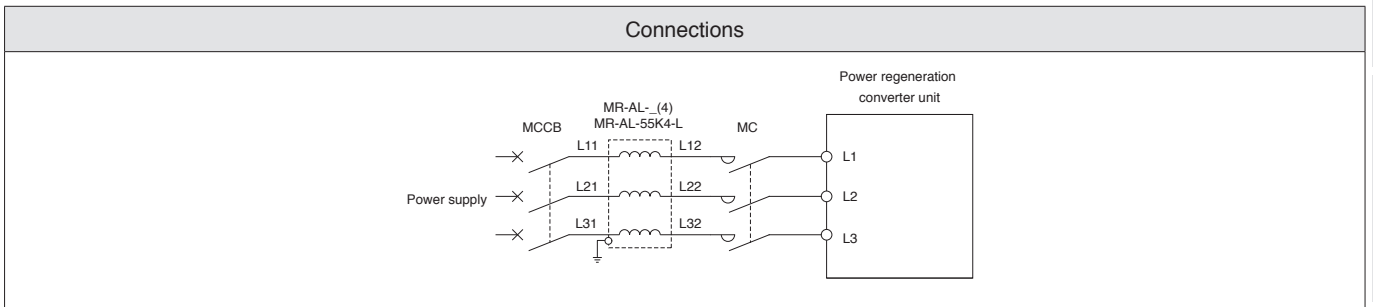 Connections
Power regeneration
converter unit
MR-AL-_(4)
MR-AL-55K4-L
MCCB
MC
L11
L12
L1
L21
L22
L2
Power supply
L31
L32
L3